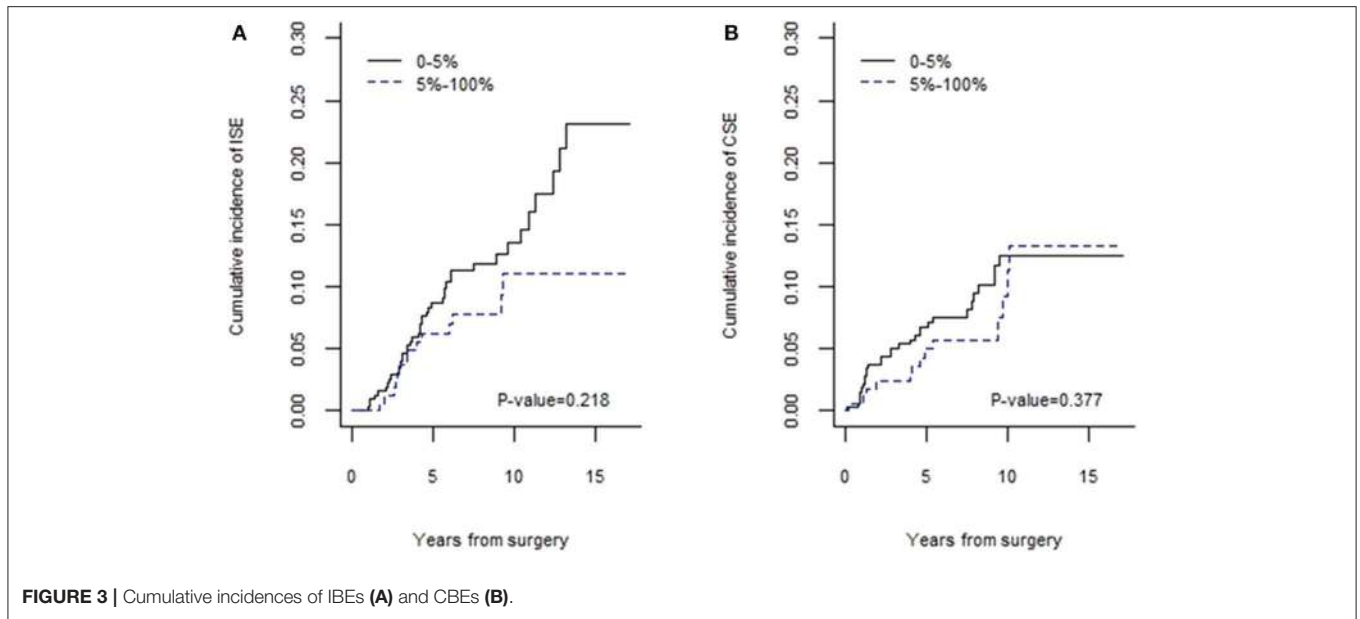 A
Cumulative incidence of ISE
0.30
0.25
0.20
0.15
0.10
0.05
0.00
0-5%
5%-100%
P-value=0.218
0 5 10 15
Years from surgery
B
Cumulative incidence of CSE
0.30
0.25
0.20
0.15
0.10
0.05
0.00
0-5%
5%-100%
P-value=0.377
0 5 10 15
Years from surgery
FIGURE 3 | Cumulative incidences of IBEs (A) and CBEs (B).